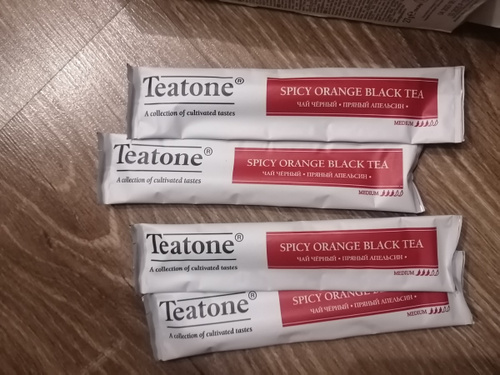 Teatone®
A collection of cultivated tastes
SPICY ORANGE BLACK TEA
ЧАЙ ЧЁРНЫЙ • ПРЯНЫЙ АПЕЛЬСИН •
MEDIUM
Teatone®
A collection of cultivated tastes
SPICY ORANGE BLACK TEA
ЧАЙ ЧЁРНЫЙ • ПРЯНЫЙ АПЕЛЬСИН •
MEDIUM
Teatone®
A collection of cultivated tastes
SPICY ORANGE BLACK TEA
ЧАЙ ЧЁРНЫЙ • ПРЯНЫЙ АПЕЛЬСИН •
MEDIUM
Teatone®
A collection of cultivated tastes
SPICY ORANGE
ЧАЙ ЧЁРНЫЙ • ПРЯНЫЙ АПЕЛЬСИН •
MEDIUM